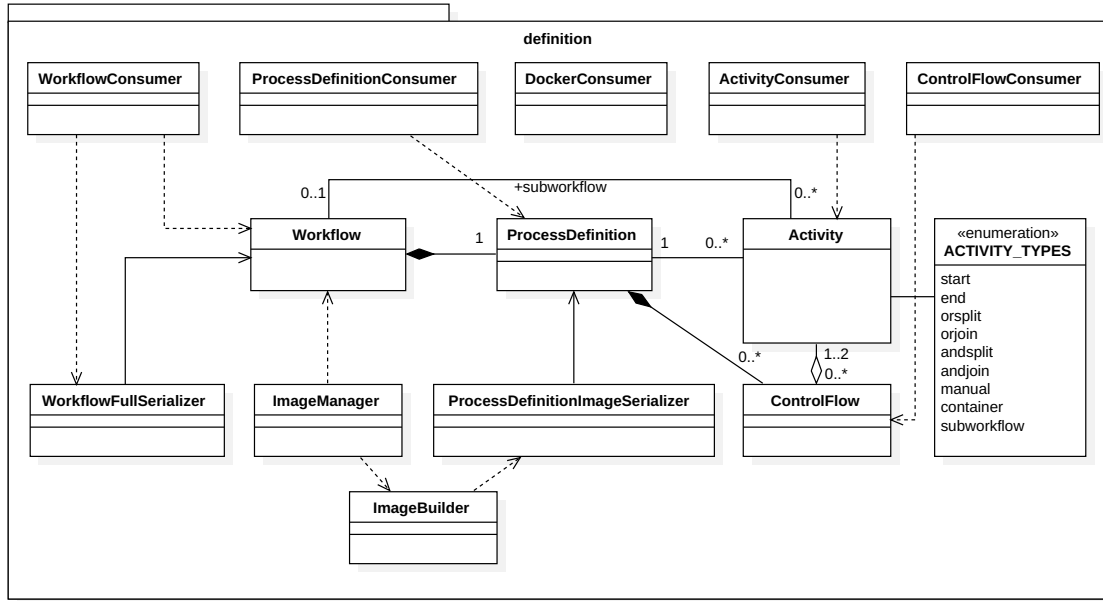 definition
WorkflowConsumer
ProcessDefinitionConsumer
DockerConsumer
ActivityConsumer
ControlFlowConsumer
0..1
+subworkflow
0..*
Workflow
1
ProcessDefinition
1
0..*
Activity
«enumeration»
ACTIVITY_TYPES
start
end
orsplit
orjoin
andsplit
andjoin
manual
container
subworkflow
0..*
1..2
0..*
WorkflowFullSerializer
ImageManager
ProcessDefinitionImageSerializer
ControlFlow
ImageBuilder